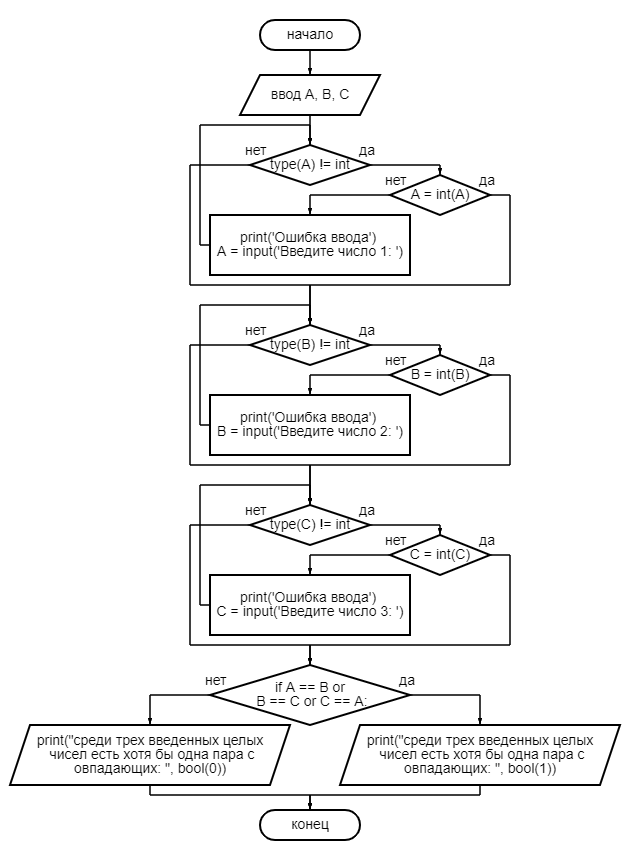 начало
ввод A, B, C
нет
да
type(A) != int
нет
да
A = int(A)
print('Ошибка ввода')
A = input('Введите число 1: ')
нет
да
type(B) != int
нет
да
B = int(B)
print('Ошибка ввода')
B = input('Введите число 2: ')
нет
да
type(C) != int
нет
да
C = int(C)
print('Ошибка ввода')
C = input('Введите число 3: ')
нет
да
if A == B or
B == C or C == A:
print("среди трех введенных целых
чисел есть хотя бы одна пара с
овпадающих: ", bool(0))
print("среди трех введенных целых
чисел есть хотя бы одна пара с
овпадающих: ", bool(1))
конец